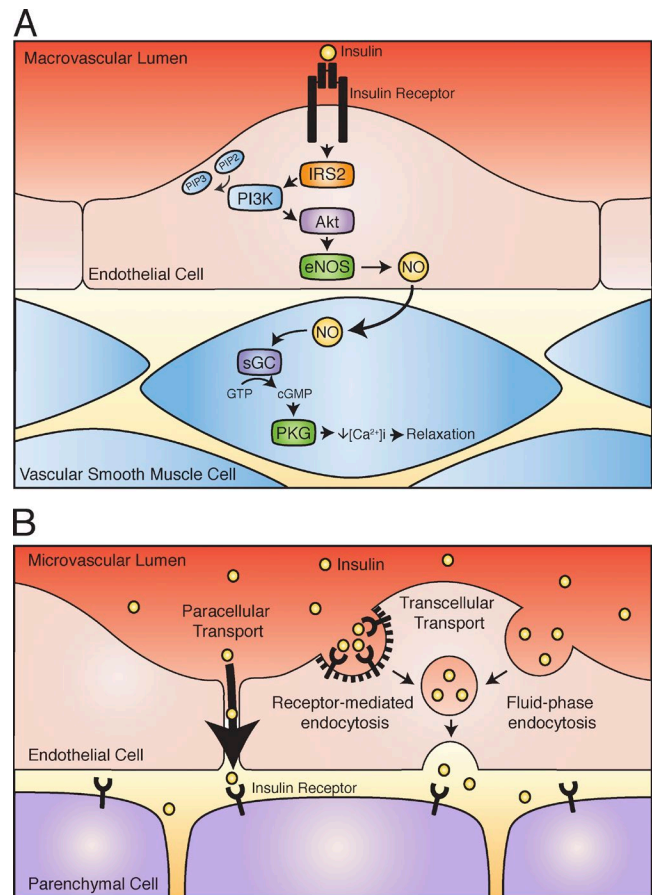 A
Insulin
Macrovascular Lumen
Insulin Receptor
PIP2
PIP3
IRS2
PI3K
Akt
eNOS
NO
Endothelial Cell
NO
sGC
GTP
cGMP
PKG
↓[Ca²⁺]i
Relaxation
Vascular Smooth Muscle Cell
B
Microvascular Lumen
Insulin
Paracellular
Transport
Transcellular
Transport
Receptor-mediated
endocytosis
Fluid-phase
endocytosis
Endothelial Cell
Insulin Receptor
Parenchymal Cell